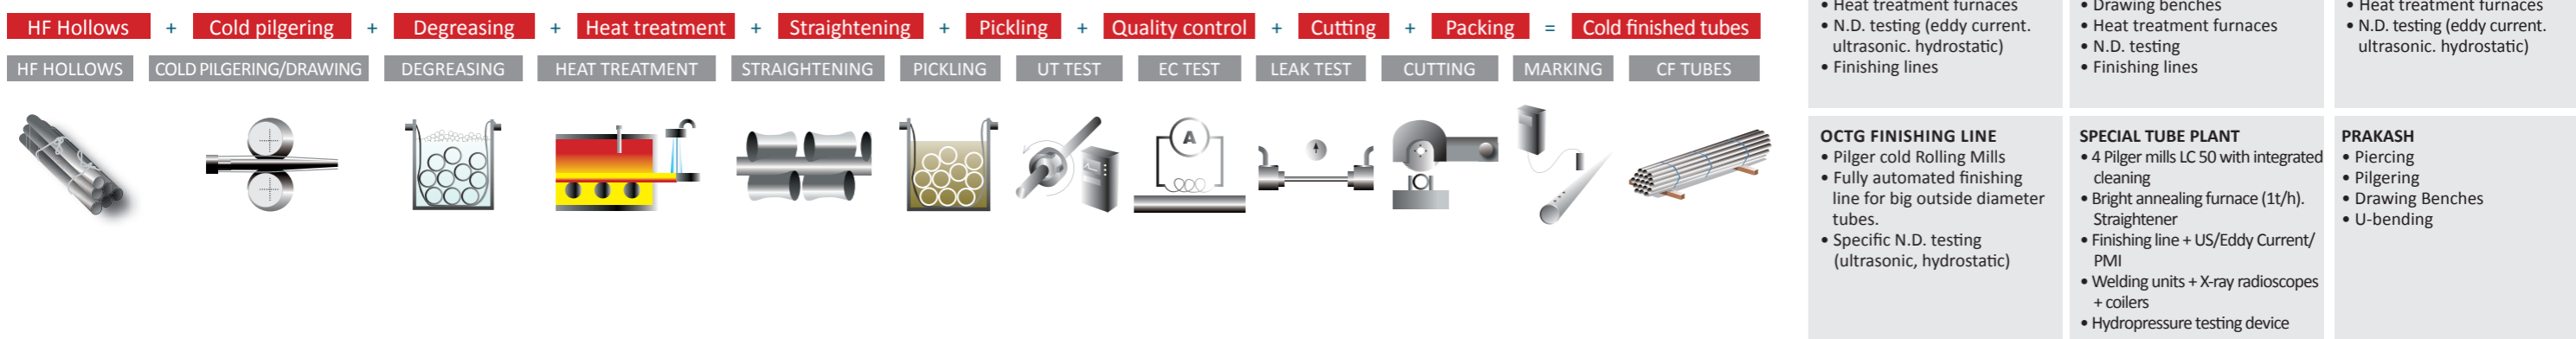 HF Hollows + Cold pilgering + Degreasing + Heat treatment + Straightening + Pickling + Quality control + Cutting + Packing = Cold finished tubes
HF HOLLOWS COLD PILGERING/DRAWING DEGREASING HEAT TREATMENT STRAIGHTENING PICKLING UT TEST EC TEST LEAK TEST CUTTING MARKING CF TUBES
A
• Heat treatment furnaces
• N.D. testing (eddy current.
ultrasonic. hydrostatic)
• Finishing lines
• Drawing benches
• Heat treatment furnaces
• N.D. testing
• Finishing lines
• Heat treatment furnaces
• N.D. testing (eddy current.
ultrasonic. hydrostatic)
OCTG FINISHING LINE
• Pilger cold Rolling Mills
• Fully automated finishing
line for big outside diameter
tubes.
• Specific N.D. testing
(ultrasonic, hydrostatic)
SPECIAL TUBE PLANT
• 4 Pilger mills LC 50 with integrated
cleaning
• Bright annealing furnace (1t/h).
Straightener
• Finishing line + US/Eddy Current/
PMI
• Welding units + X-ray radioscopes
+ coilers
• Hydropressure testing device
PRAKASH
• Piercing
• Pilgering
• Drawing Benches
• U-bending